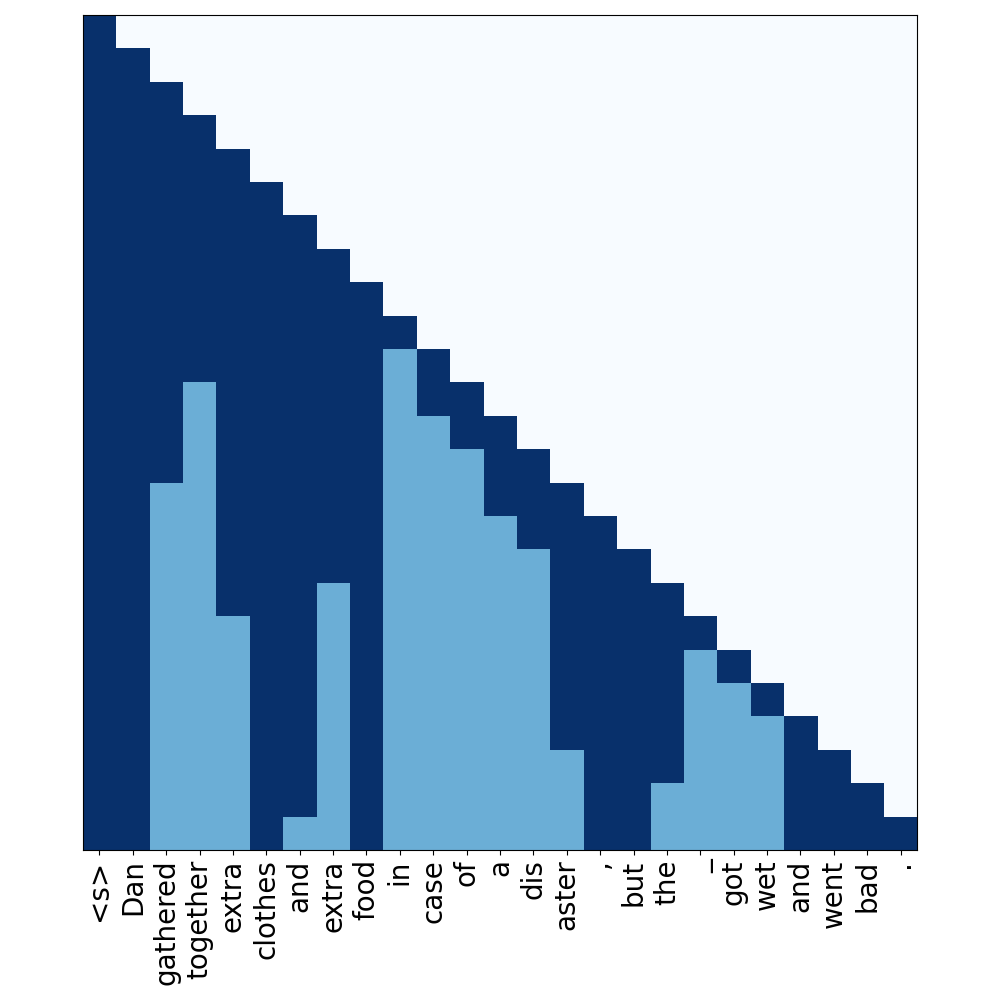 <s>
Dan
gathered
together
extra
clothes
and
extra
food
in
case
of
a
dis
aster
,
but
the
_
got
wet
and
went
bad
.